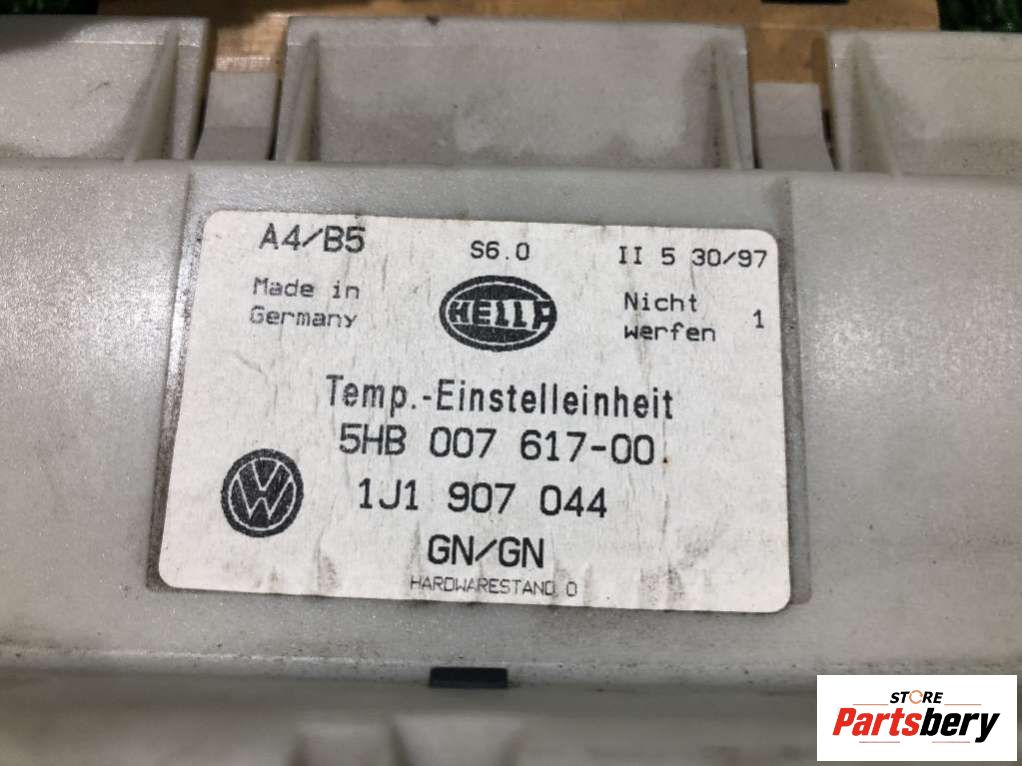 A4/B5 S6.0 II 5 30/97
Made in Germany
HELLA
Nicht werfen 1
Temp.-Einstelleinheit
5HB 007 617-00
VW
1J1 907 044
GN/GN
HARDWARESTAND 0
STORE
Partsbery